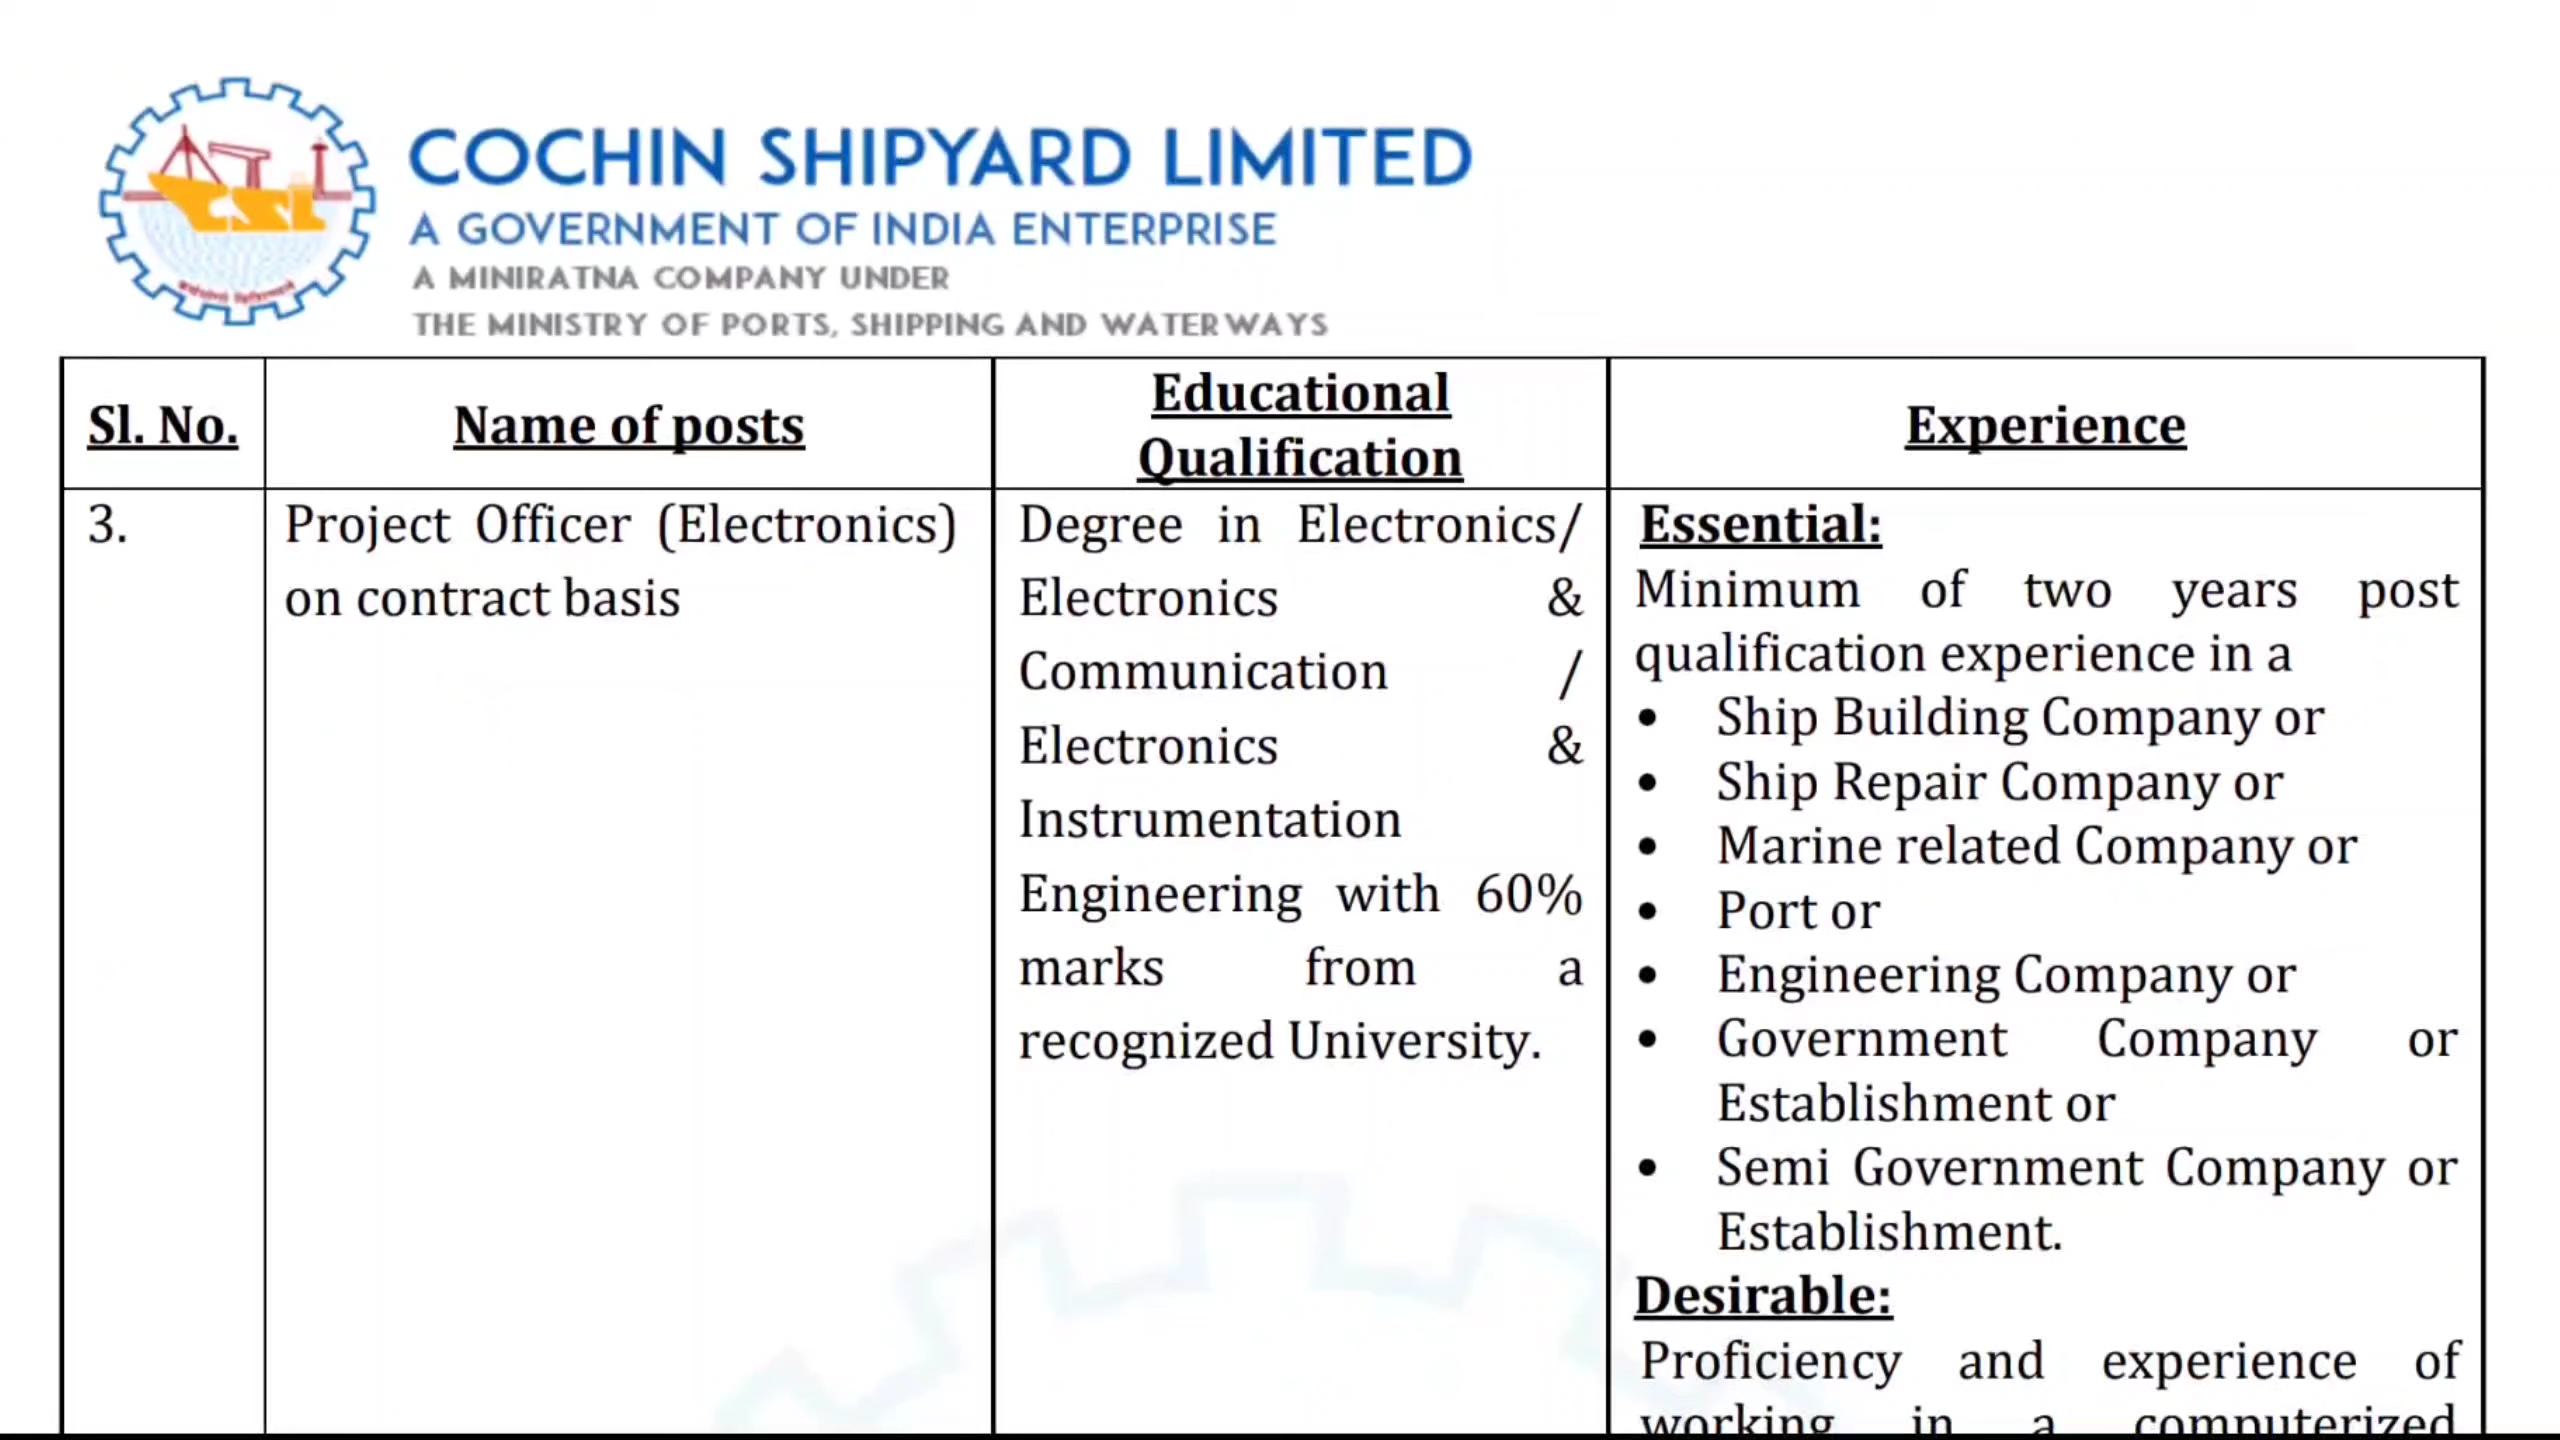 COCHIN SHIPYARD LIMITED
A GOVERNMENT OF INDIA ENTERPRISE
A MINIRATNA COMPANY UNDER
THE MINISTRY OF PORTS, SHIPPING AND WATERWAYS
CSL
Sl. No.
Name of posts
Educational
Qualification
Experience
3.
Project Officer (Electronics)
on contract basis
Degree in Electronics/
Electronics &
Communication /
Electronics &
Instrumentation
Engineering with 60%
marks from a
recognized University.
Essential:
Minimum of two years post
qualification experience in a
• Ship Building Company or
• Ship Repair Company or
• Marine related Company or
• Port or
• Engineering Company or
• Government Company or
Establishment or
• Semi Government Company or
Establishment.
Desirable:
Proficiency and experience of
working in a computerized